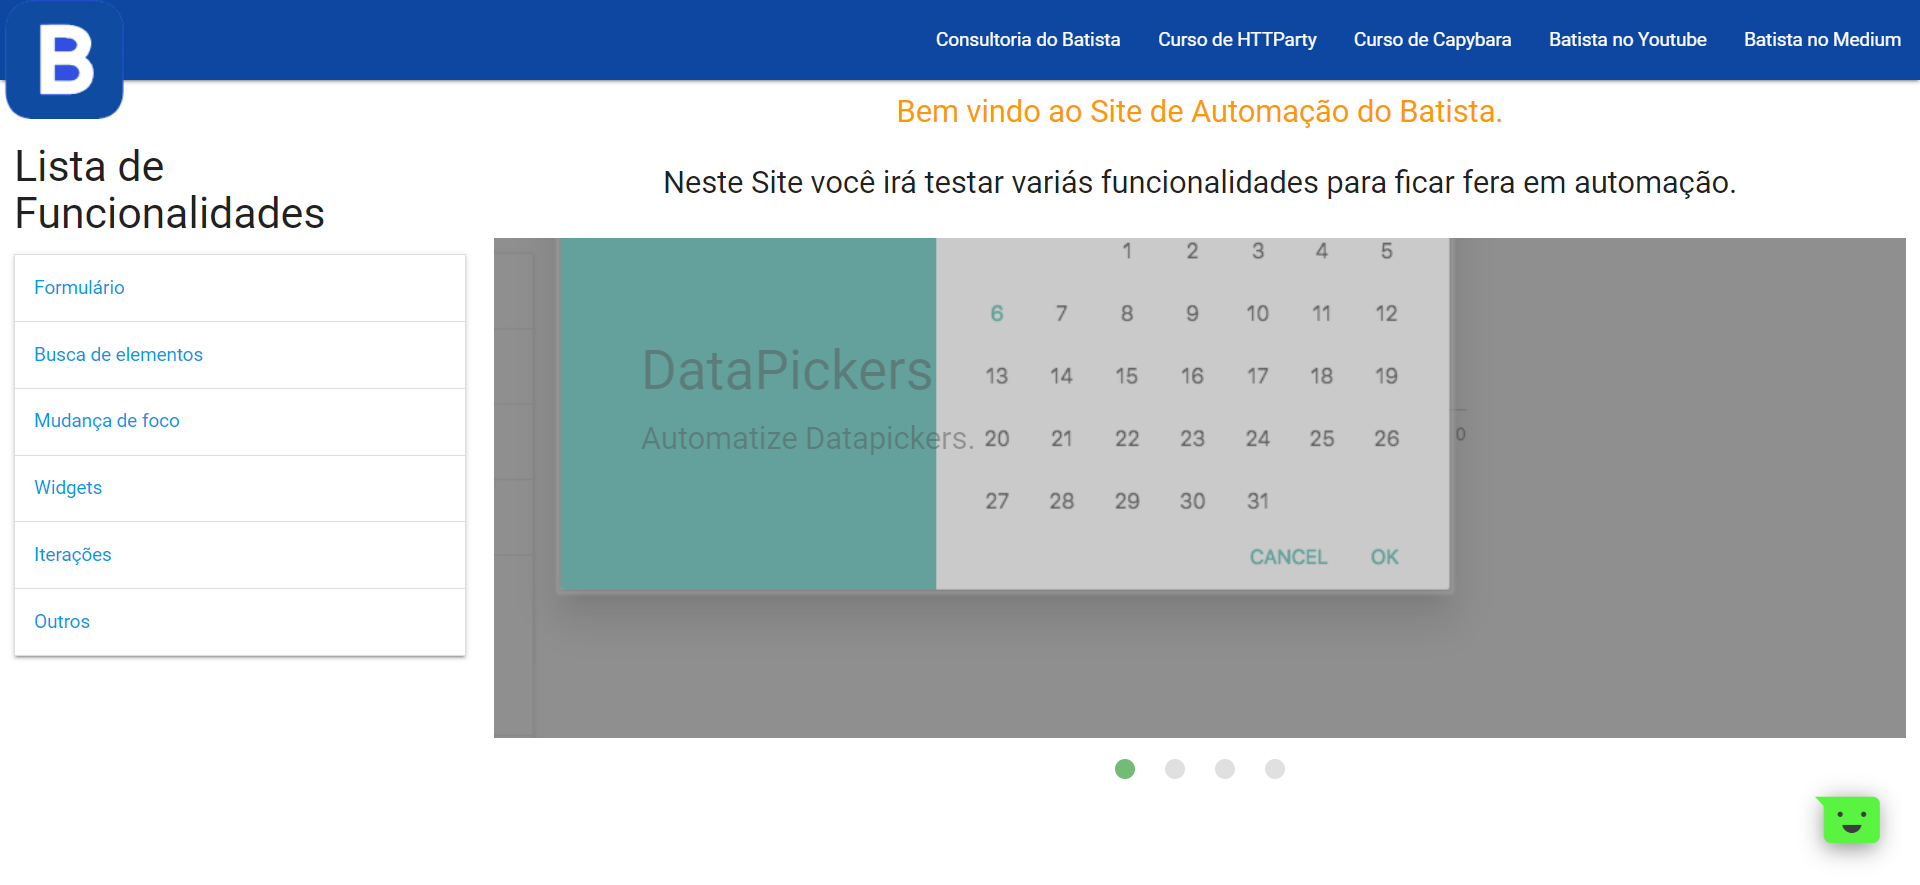 B
Consultoria do Batista
Curso de HTTParty
Curso de Capybara
Batista no Youtube
Batista no Medium
Bem vindo ao Site de Automação do Batista.
Neste Site você irá testar variás funcionalidades para ficar fera em automação.
Lista de
Funcionalidades
Formulário
Busca de elementos
Mudança de foco
Widgets
Iterações
Outros
DataPickers
Automatize Datapickers.
1 2 3 4 5
6 7 8 9 10 11 12
13 14 15 16 17 18 19
20 21 22 23 24 25 26
27 28 29 30 31
CANCEL OK
0